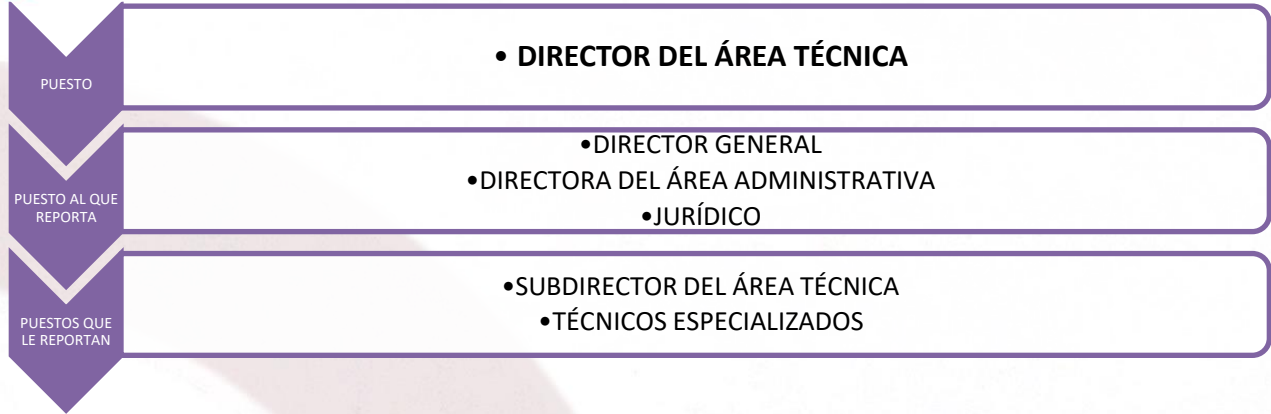 PUESTO
• DIRECTOR DEL ÁREA TÉCNICA
PUESTO AL QUE
REPORTA
•DIRECTOR GENERAL
•DIRECTORA DEL ÁREA ADMINISTRATIVA
•JURÍDICO
PUESTOS QUE
LE REPORTAN
•SUBDIRECTOR DEL ÁREA TÉCNICA
•TÉCNICOS ESPECIALIZADOS